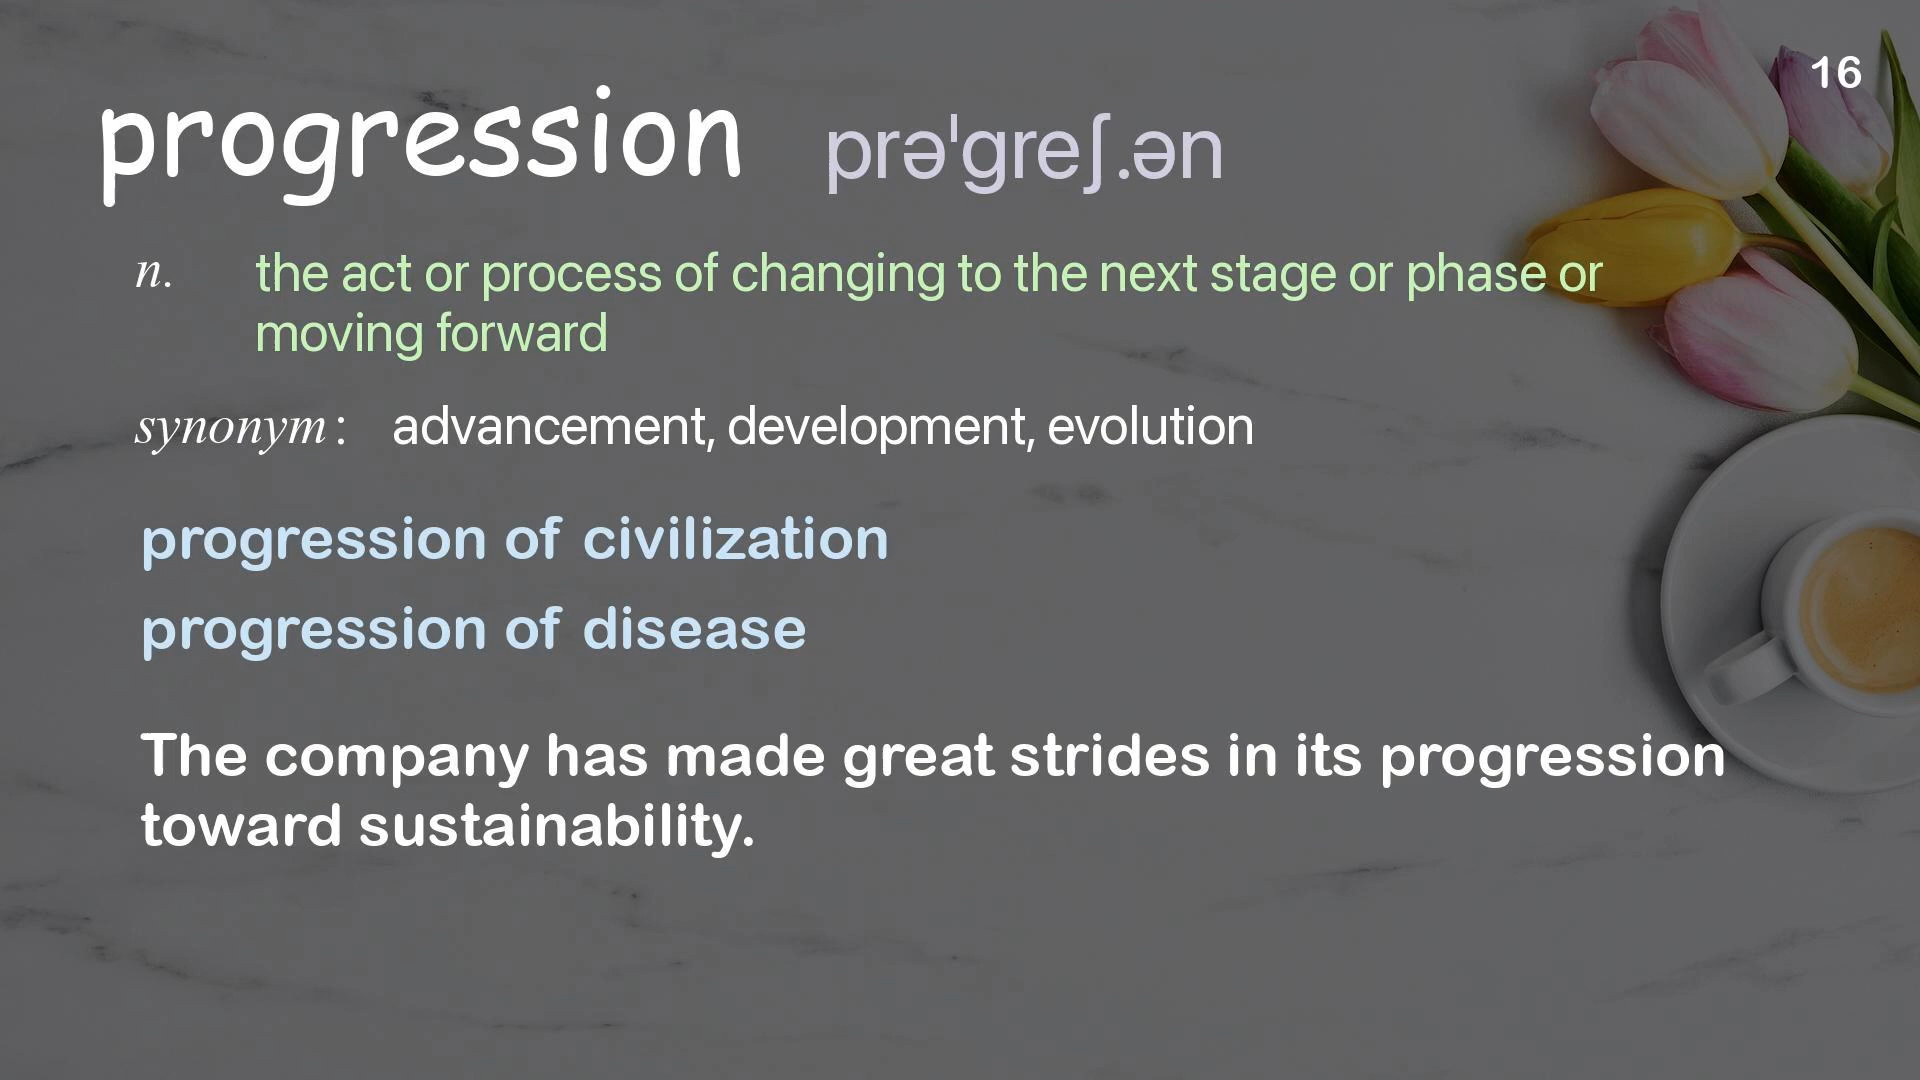 16
progression prəˈɡreʃ.ən
n. the act or process of changing to the next stage or phase or
moving forward
synonym: advancement, development, evolution
progression of civilization
progression of disease
The company has made great strides in its progression
toward sustainability.